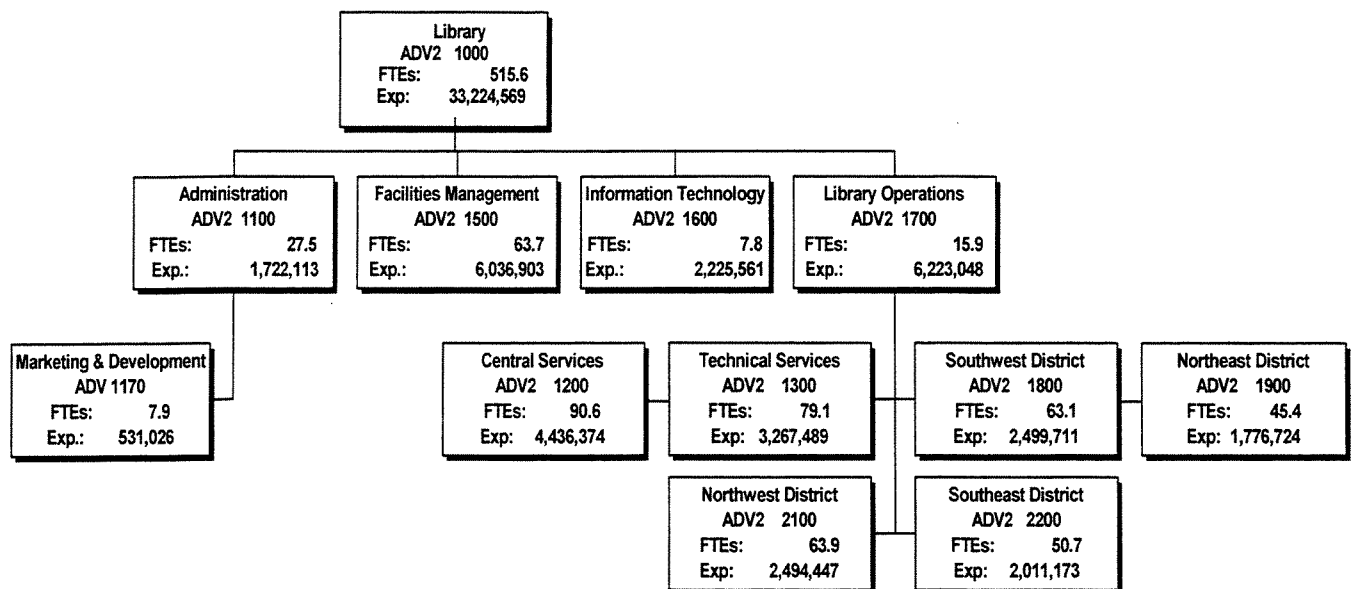 Library
ADV2 1000
FTEs: 515.6
Exp: 33,224,569
Administration
ADV2 1100
FTEs: 27.5
Exp.: 1,722,113
Facilities Management
ADV2 1500
FTEs: 63.7
Exp.: 6,036,903
Information Technology
ADV2 1600
FTEs: 7.8
Exp.: 2,225,561
Library Operations
ADV2 1700
FTEs: 15.9
Exp.: 6,223,048
Marketing & Development
ADV 1170
FTEs: 7.9
Exp.: 531,026
Central Services
ADV2 1200
FTEs: 90.6
Exp: 4,436,374
Technical Services
ADV2 1300
FTEs: 79.1
Exp: 3,267,489
Southwest District
ADV2 1800
FTEs: 63.1
Exp: 2,499,711
Northeast District
ADV2 1900
FTEs: 45.4
Exp: 1,776,724
Northwest District
ADV2 2100
FTEs: 63.9
Exp: 2,494,447
Southeast District
ADV2 2200
FTEs: 50.7
Exp: 2,011,173